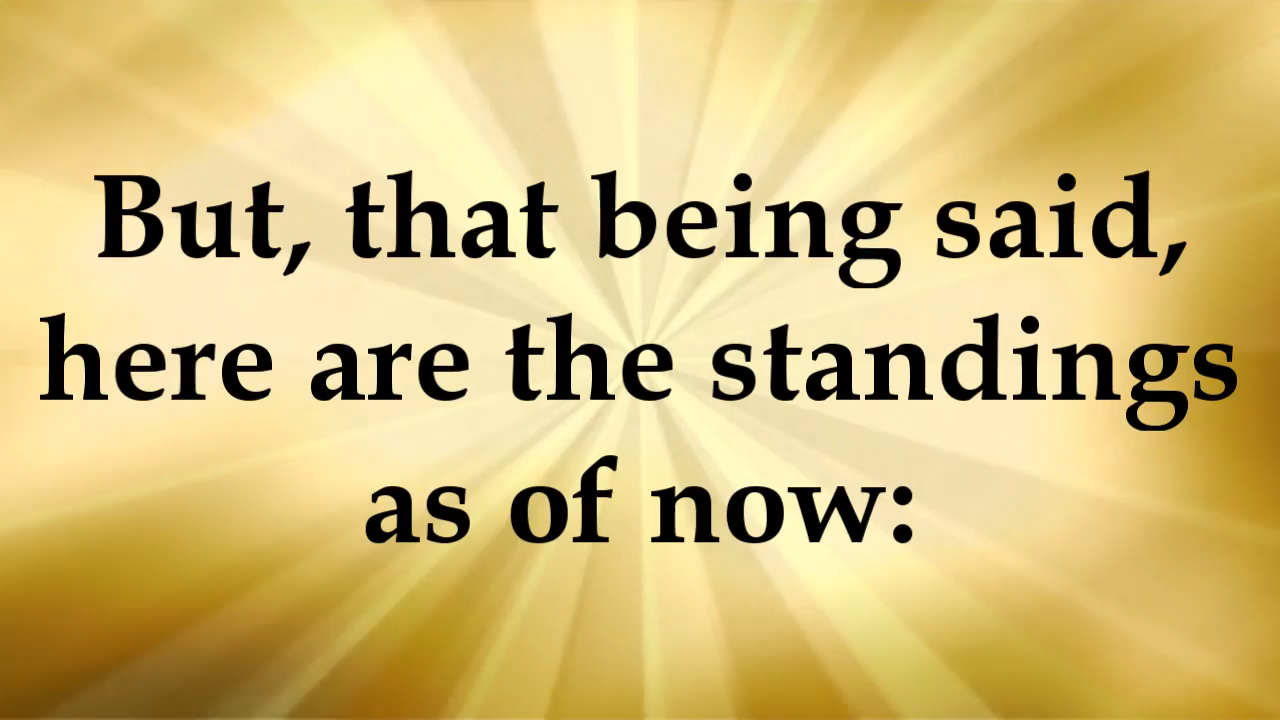 But, that being said,
here are the standings
as of now: